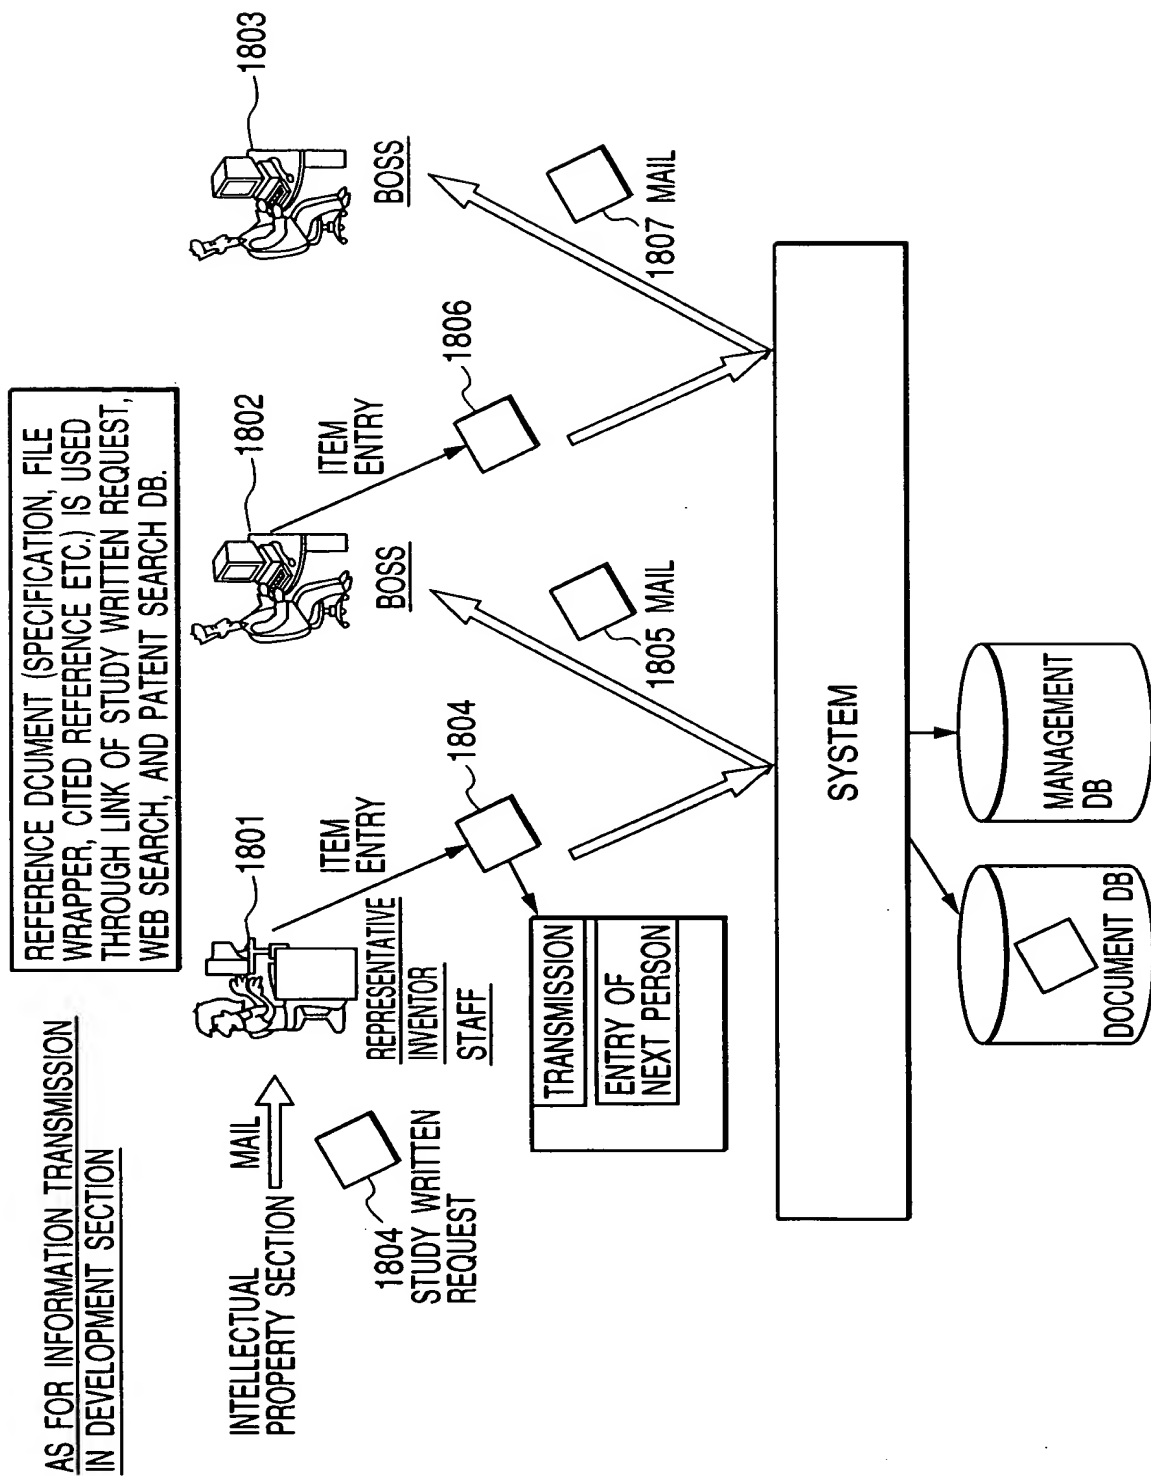 AS FOR INFORMATION TRANSMISSION
IN DEVELOPMENT SECTION
REFERENCE DOCUMENT (SPECIFICATION, FILE
WRAPPER, CITED REFERENCE ETC.) IS USED
THROUGH LINK OF STUDY WRITTEN REQUEST,
WEB SEARCH, AND PATENT SEARCH DB.
INTELLECTUAL
PROPERTY SECTION
MAIL
1804
STUDY WRITTEN
REQUEST
1801
REPRESENTATIVE
INVENTOR
STAFF
ITEM
ENTRY
1804
TRANSMISSION
ENTRY OF
NEXT PERSON
1802
BOSS
1805 MAIL
ITEM
ENTRY
1806
1803
BOSS
1807 MAIL
SYSTEM
DOCUMENT DB
MANAGEMENT
DB